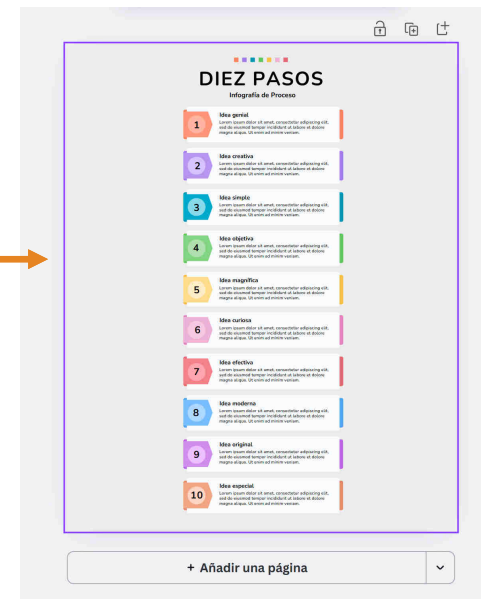 DIEZ PASOS
Infografía de Proceso
1
Idea genial
Lorem ipsum dolor sit amet, consectetur adipiscing elit,
sed do eiusmod tempor incididunt ut labore et dolore
magna aliqua. Ut enim ad minim veniam.
2
Idea creativa
Lorem ipsum dolor sit amet, consectetur adipiscing elit,
sed do eiusmod tempor incididunt ut labore et dolore
magna aliqua. Ut enim ad minim veniam.
3
Idea simple
Lorem ipsum dolor sit amet, consectetur adipiscing elit,
sed do eiusmod tempor incididunt ut labore et dolore
magna aliqua. Ut enim ad minim veniam.
4
Idea objetiva
Lorem ipsum dolor sit amet, consectetur adipiscing elit,
sed do eiusmod tempor incididunt ut labore et dolore
magna aliqua. Ut enim ad minim veniam.
5
Idea magnífica
Lorem ipsum dolor sit amet, consectetur adipiscing elit,
sed do eiusmod tempor incididunt ut labore et dolore
magna aliqua. Ut enim ad minim veniam.
6
Idea curiosa
Lorem ipsum dolor sit amet, consectetur adipiscing elit,
sed do eiusmod tempor incididunt ut labore et dolore
magna aliqua. Ut enim ad minim veniam.
7
Idea efectiva
Lorem ipsum dolor sit amet, consectetur adipiscing elit,
sed do eiusmod tempor incididunt ut labore et dolore
magna aliqua. Ut enim ad minim veniam.
8
Idea moderna
Lorem ipsum dolor sit amet, consectetur adipiscing elit,
sed do eiusmod tempor incididunt ut labore et dolore
magna aliqua. Ut enim ad minim veniam.
9
Idea original
Lorem ipsum dolor sit amet, consectetur adipiscing elit,
sed do eiusmod tempor incididunt ut labore et dolore
magna aliqua. Ut enim ad minim veniam.
10
Idea especial
Lorem ipsum dolor sit amet, consectetur adipiscing elit,
sed do eiusmod tempor incididunt ut labore et dolore
magna aliqua. Ut enim ad minim veniam.
+ Añadir una página